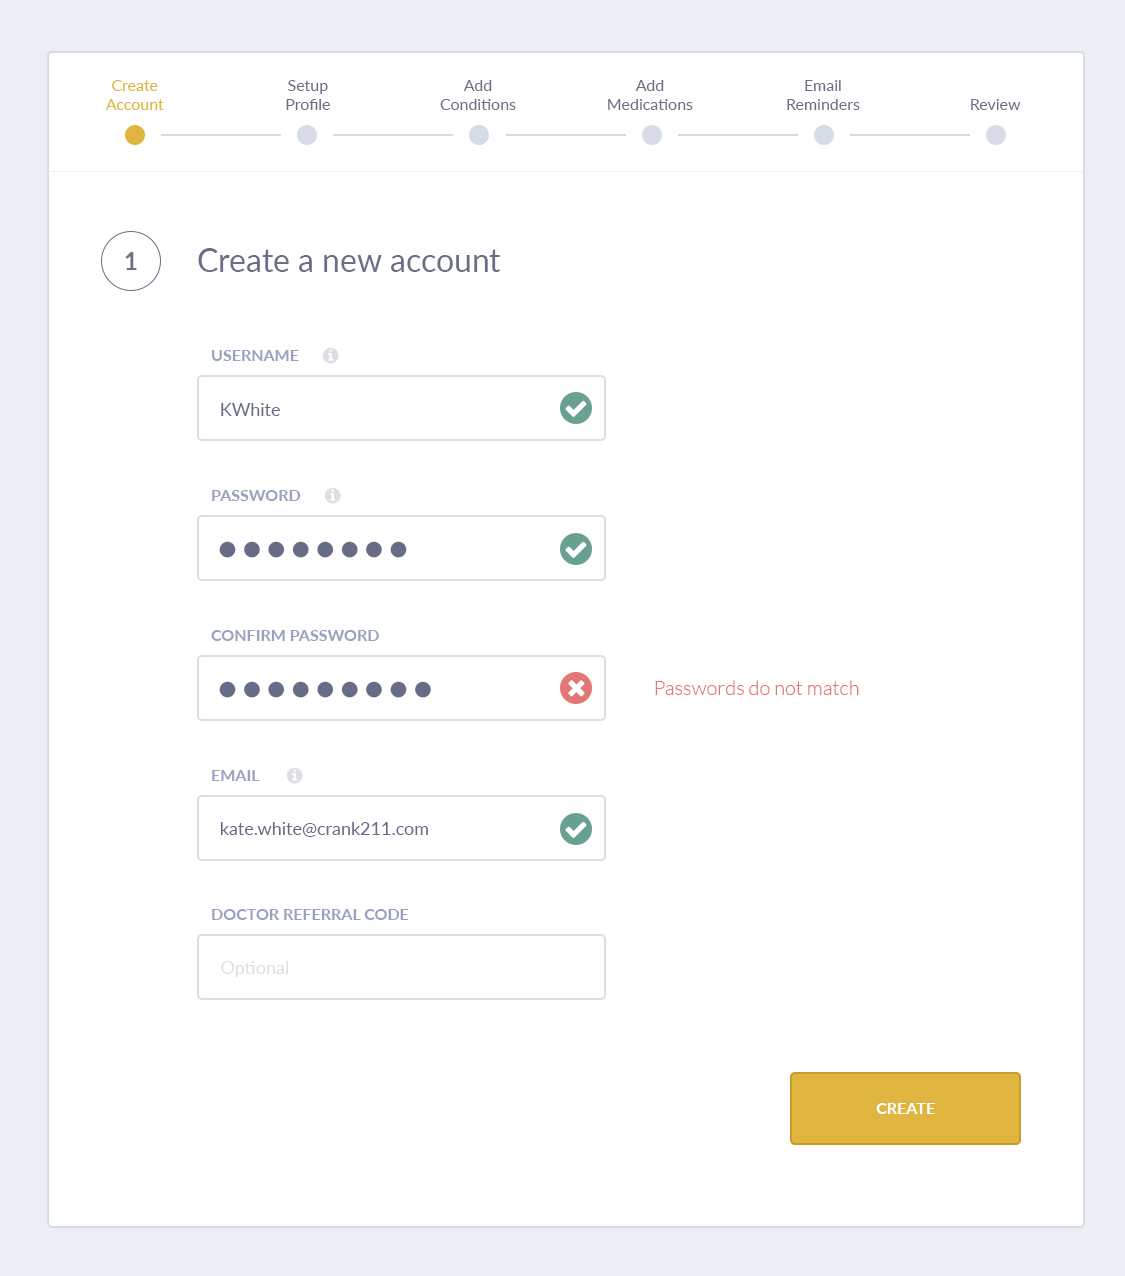 Create
Account
Setup
Profile
Add
Conditions
Add
Medications
Email
Reminders
Review
1
Create a new account
USERNAME
KWhite
PASSWORD
●●●●●●●●
CONFIRM PASSWORD
●●●●●●●●●
Passwords do not match
EMAIL
kate.white@crank211.com
DOCTOR REFERRAL CODE
Optional
CREATE